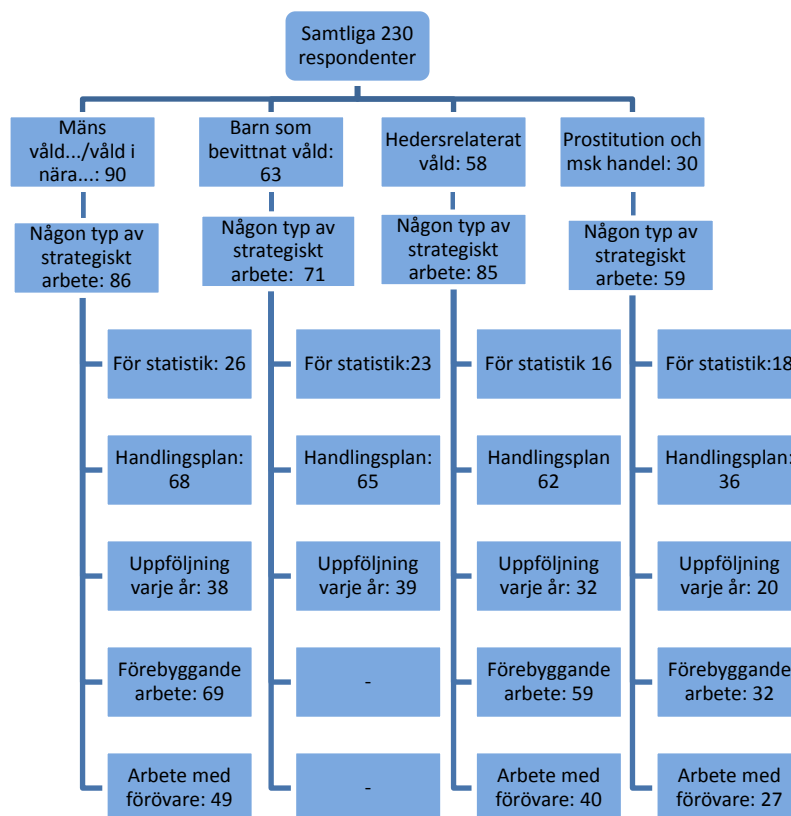 Samtliga 230
respondenter
Mäns
våld.../våld i
nära...: 90
Någon typ av
strategiskt
arbete: 86
För statistik: 26
Handlingsplan:
68
Uppföljning
varje år: 38
Förebyggande
arbete: 69
Arbete med
förövare: 49
Barn som
bevittnat våld:
63
Någon typ av
strategiskt
arbete: 71
För statistik:23
Handlingsplan:
65
Uppföljning
varje år: 39
-
-
Hedersrelaterat
våld: 58
Någon typ av
strategiskt
arbete: 85
För statistik 16
Handlingsplan
62
Uppföljning
varje år: 32
Förebyggande
arbete: 59
Arbete med
förövare: 40
Prostitution och
msk handel: 30
Någon typ av
strategiskt
arbete: 59
För statistik:18
Handlingsplan:
36
Uppföljning
varje år: 20
Förebyggande
arbete: 32
Arbete med
förövare: 27